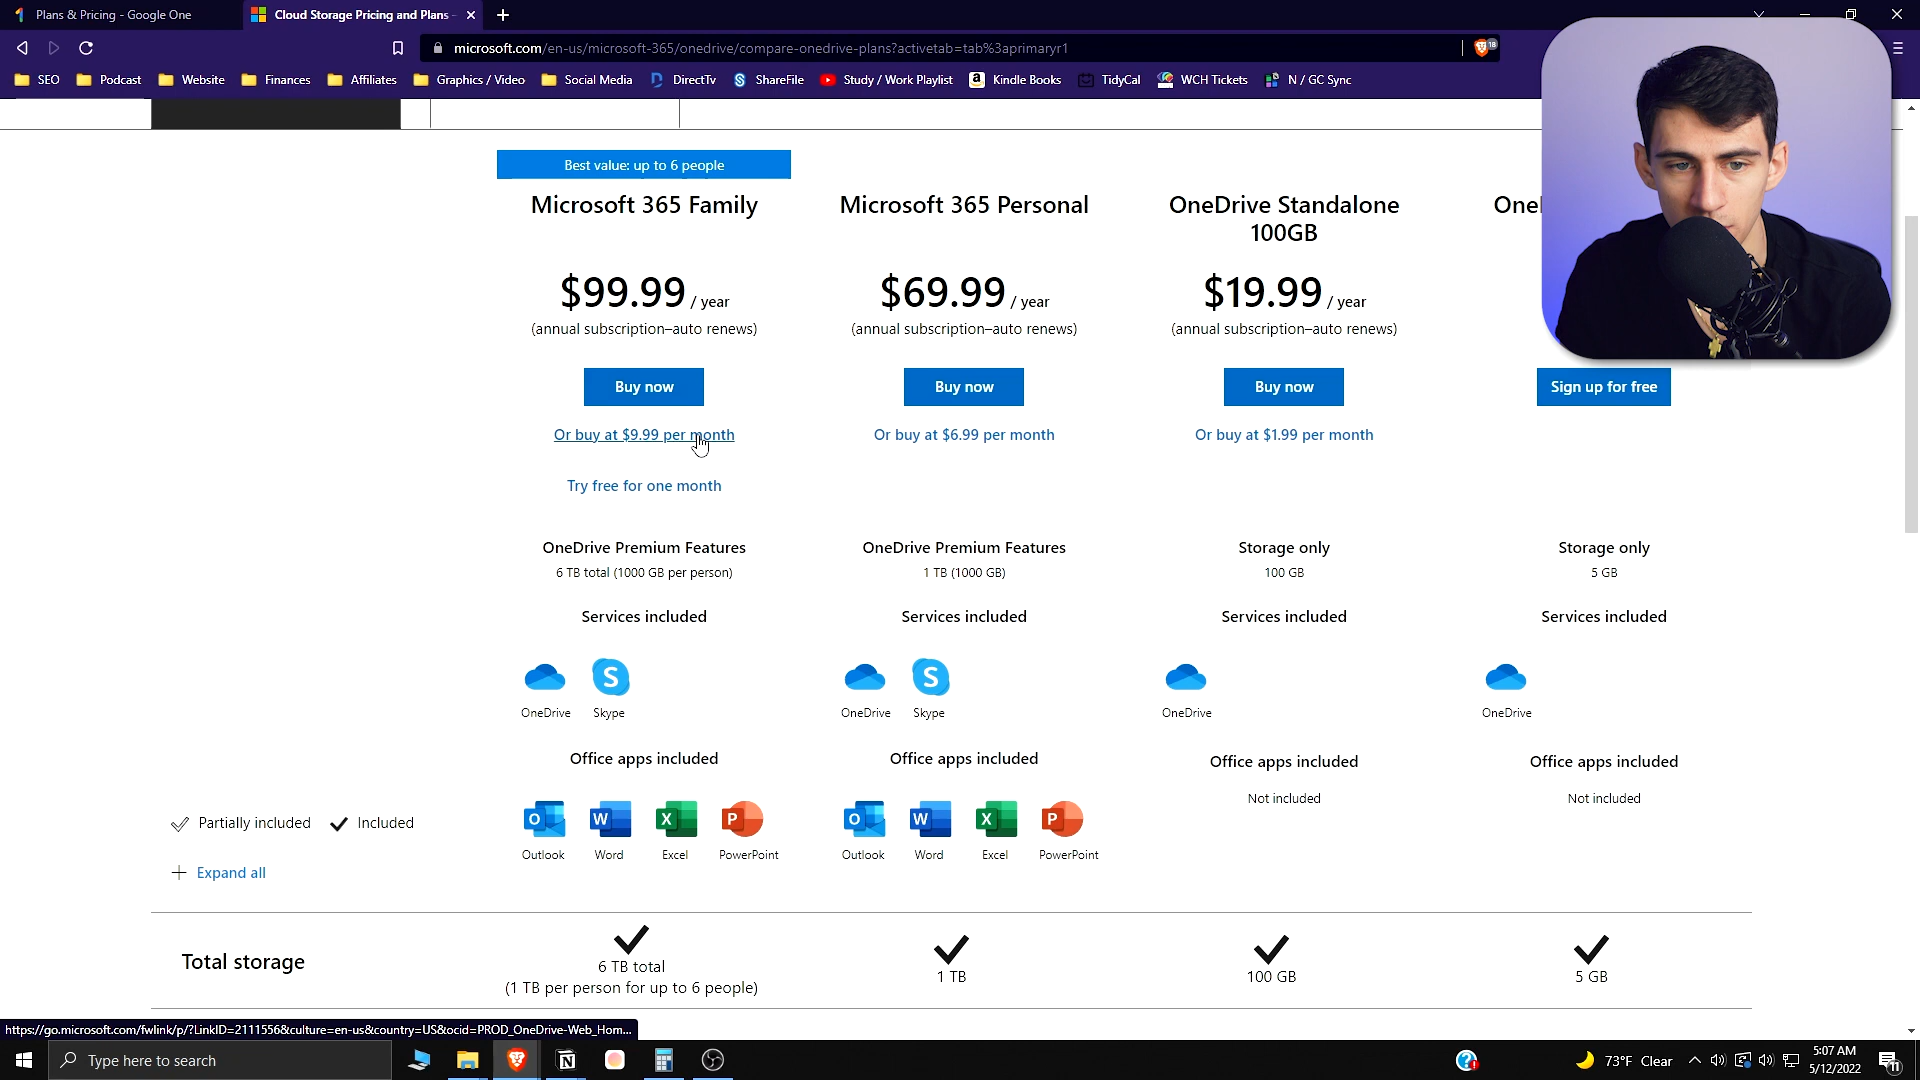 Plans & Pricing - Google One
Cloud Storage Pricing and Plans -
microsoft.com/en-us/microsoft-365/onedrive/compare-onedrive-plans?activetab=tab%3aprimaryr1
18
SEO Podcast Website Finances Affiliates Graphics / Video Social Media DirectTv ShareFile Study / Work Playlist Kindle Books TidyCal WCH Tickets N / GC Sync
Best value: up to 6 people
Microsoft 365 Family
Microsoft 365 Personal
OneDrive Standalone
100GB
One
$99.99 / year
(annual subscription–auto renews)
$69.99 / year
(annual subscription–auto renews)
$19.99 / year
(annual subscription–auto renews)
Buy now
Buy now
Buy now
Sign up for free
Or buy at $9.99 per month
Or buy at $6.99 per month
Or buy at $1.99 per month
Try free for one month
OneDrive Premium Features
6 TB total (1000 GB per person)
OneDrive Premium Features
1 TB (1000 GB)
Storage only
100 GB
Storage only
5 GB
Services included
Services included
Services included
Services included
S
S
OneDrive Skype
OneDrive Skype
OneDrive
OneDrive
Office apps included
Office apps included
Office apps included
Office apps included
Not included
Not included
O W X P
O W X P
Partially included Included
Outlook Word Excel PowerPoint
Outlook Word Excel PowerPoint
Expand all
Total storage
6 TB total
(1 TB per person for up to 6 people)
1 TB
100 GB
5 GB
https://go.microsoft.com/fwlink/p/?LinkID=2111556&culture=en-us&country=US&ocid=PROD_OneDrive-Web_Hom...
Type here to search
73°F Clear
5:07 AM
5/12/2022
11